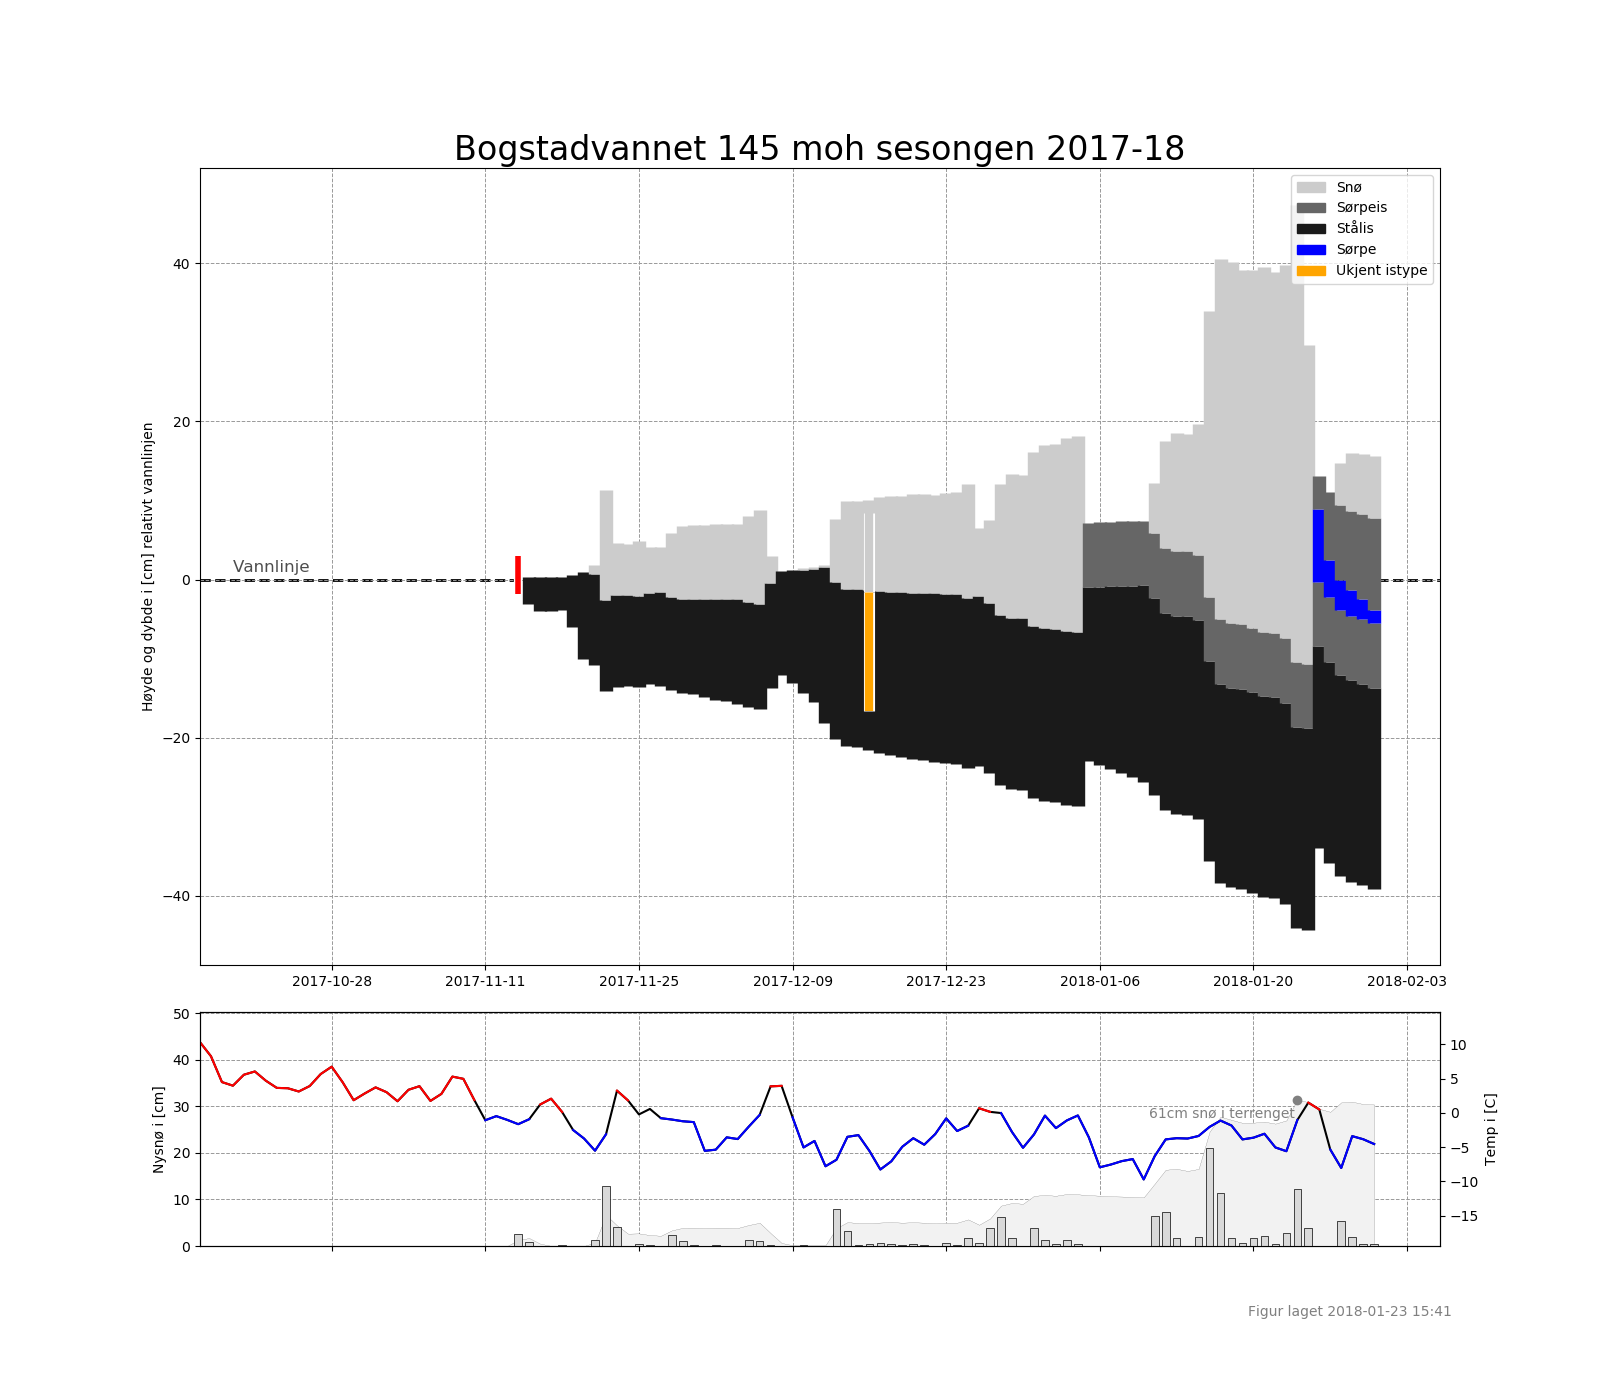 Bogstadvannet 145 moh sesongen 2017-18
Snø
Sørpeis
Stålis
Sørpe
Ukjent istype
Høyde og dybde i [cm] relativt vannlinjen
40
20
0
−20
−40
Vannlinje
2017-10-28 2017-11-11 2017-11-25 2017-12-09 2017-12-23 2018-01-06 2018-01-20 2018-02-03
Nysnø i [cm]
50
40
30
20
10
0
61cm snø i terrenget
10
5
0
−5
−10
−15
Temp i [C]
Figur laget 2018-01-23 15:41